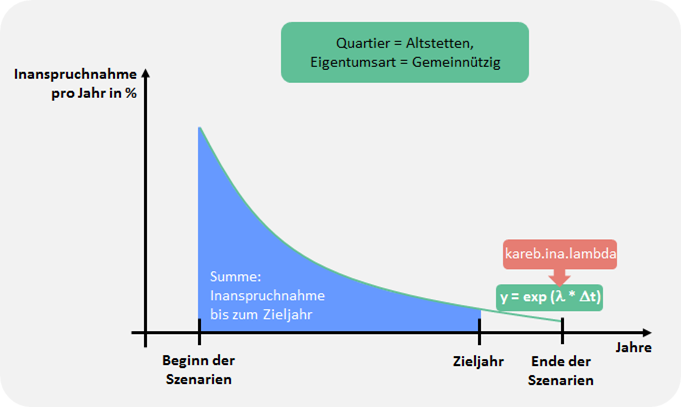 Quartier = Altstetten,
Eigentumsart = Gemeinnützig
Inanspruchnahme
pro Jahr in %
kareb.ina.lambda
y = exp (λ * Δt)
Summe:
Inanspruchnahme
bis zum Zieljahr
Jahre
Beginn der
Szenarien
Zieljahr
Ende der
Szenarien